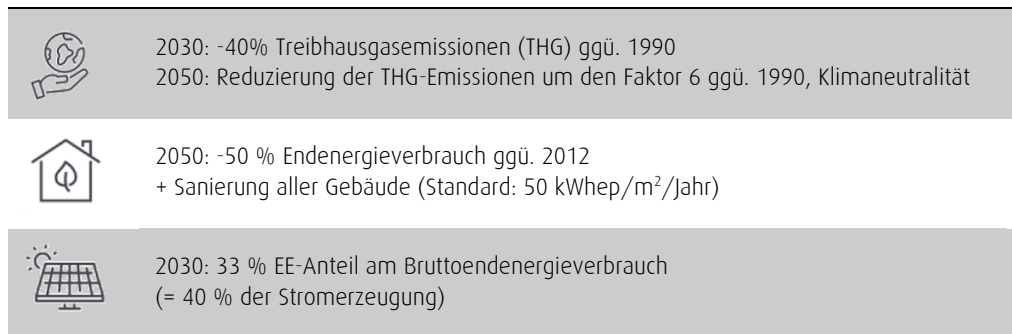 2030: -40% Treibhausgasemissionen (THG) ggü. 1990
2050: Reduzierung der THG-Emissionen um den Faktor 6 ggü. 1990, Klimaneutralität
2050: -50 % Endenergieverbrauch ggü. 2012
+ Sanierung aller Gebäude (Standard: 50 kWhep/m²/Jahr)
2030: 33 % EE-Anteil am Bruttoendenergieverbrauch
(= 40 % der Stromerzeugung)